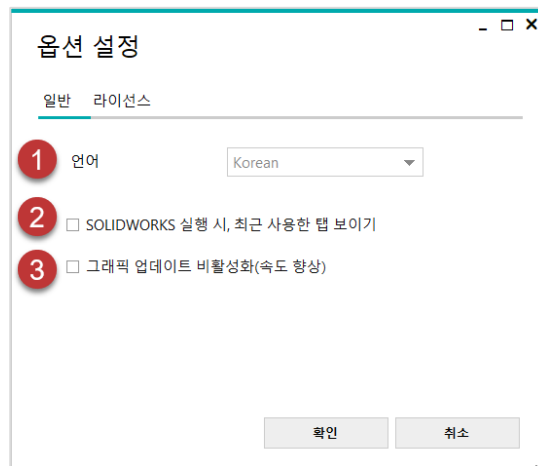 옵션 설정
일반 라이선스
1 언어 Korean
2 SOLIDWORKS 실행 시, 최근 사용한 탭 보이기
3 그래픽 업데이트 비활성화(속도 향상)
확인 취소